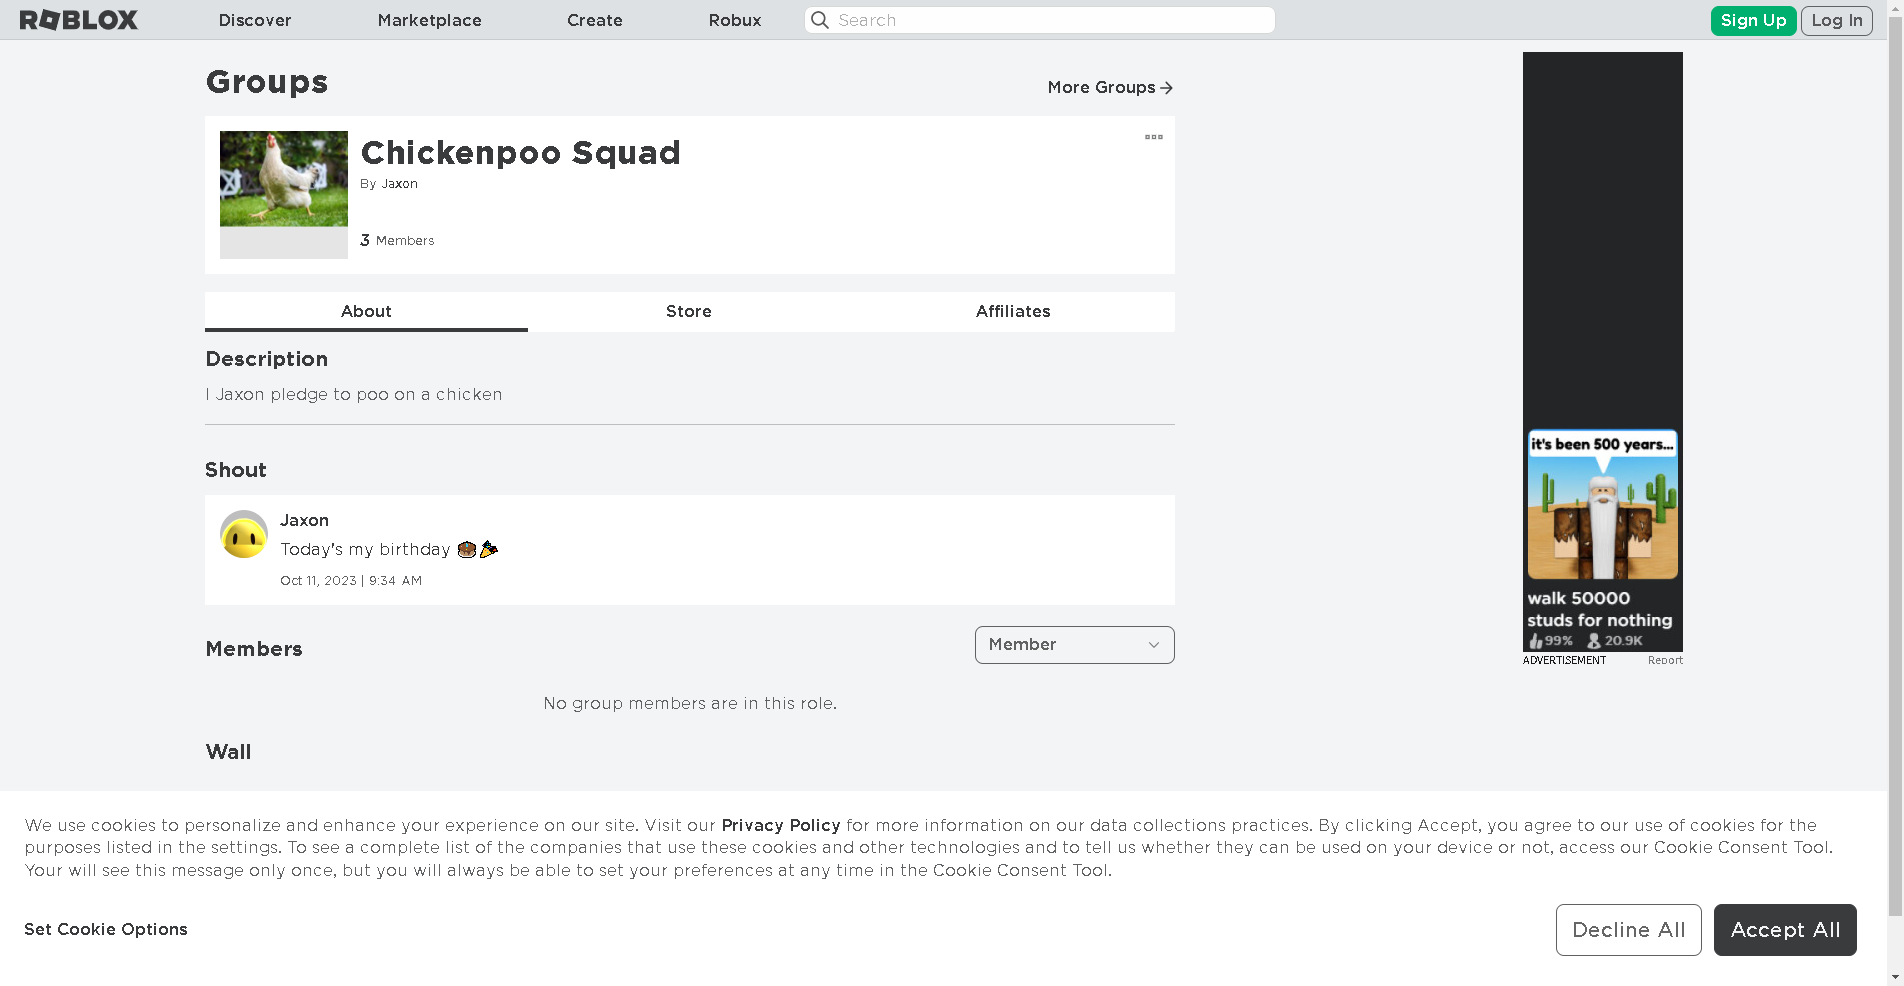 ROBLOX
Discover
Marketplace
Create
Robux
Search
Sign Up
Log In
Groups
More Groups
Chickenpoo Squad
By Jaxon
3 Members
About
Store
Affiliates
Description
I Jaxon pledge to poo on a chicken
Shout
Jaxon
Today's my birthday 🎂🎉
Oct 11, 2023 | 9:34 AM
Members
Member
No group members are in this role.
Wall
it's been 500 years...
walk 50000
studs for nothing
99% 20.9K
ADVERTISEMENT
Report
We use cookies to personalize and enhance your experience on our site. Visit our Privacy Policy for more information on our data collections practices. By clicking Accept, you agree to our use of cookies for the
purposes listed in the settings. To see a complete list of the companies that use these cookies and other technologies and to tell us whether they can be used on your device or not, access our Cookie Consent Tool.
Your will see this message only once, but you will always be able to set your preferences at any time in the Cookie Consent Tool.
Set Cookie Options
Decline All
Accept All